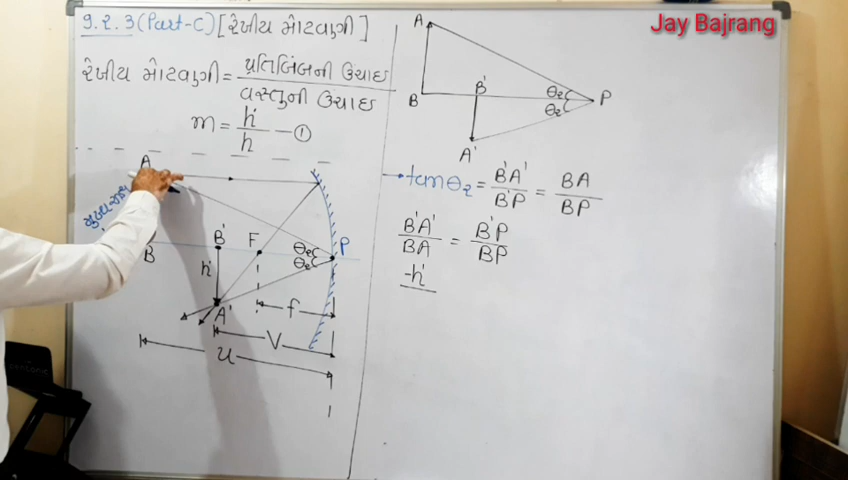 Jay Bajrang
9.2.3 (Part-C) [રેખીય મોટવણી]
રેખીય મોટવણી = પ્રતિબિંબની ઉંચાઇ
વસ્તુની ઉંચાઇ
m = h' / h — ①
A
B
B'
F
P
θ₂
θ₂
h'
A'
f
V
u
A
B
B'
θ₂
θ₂
P
A'
tanθ₂ = B'A' / B'P = BA / BP
B'A' / BA = B'P / BP
-h'